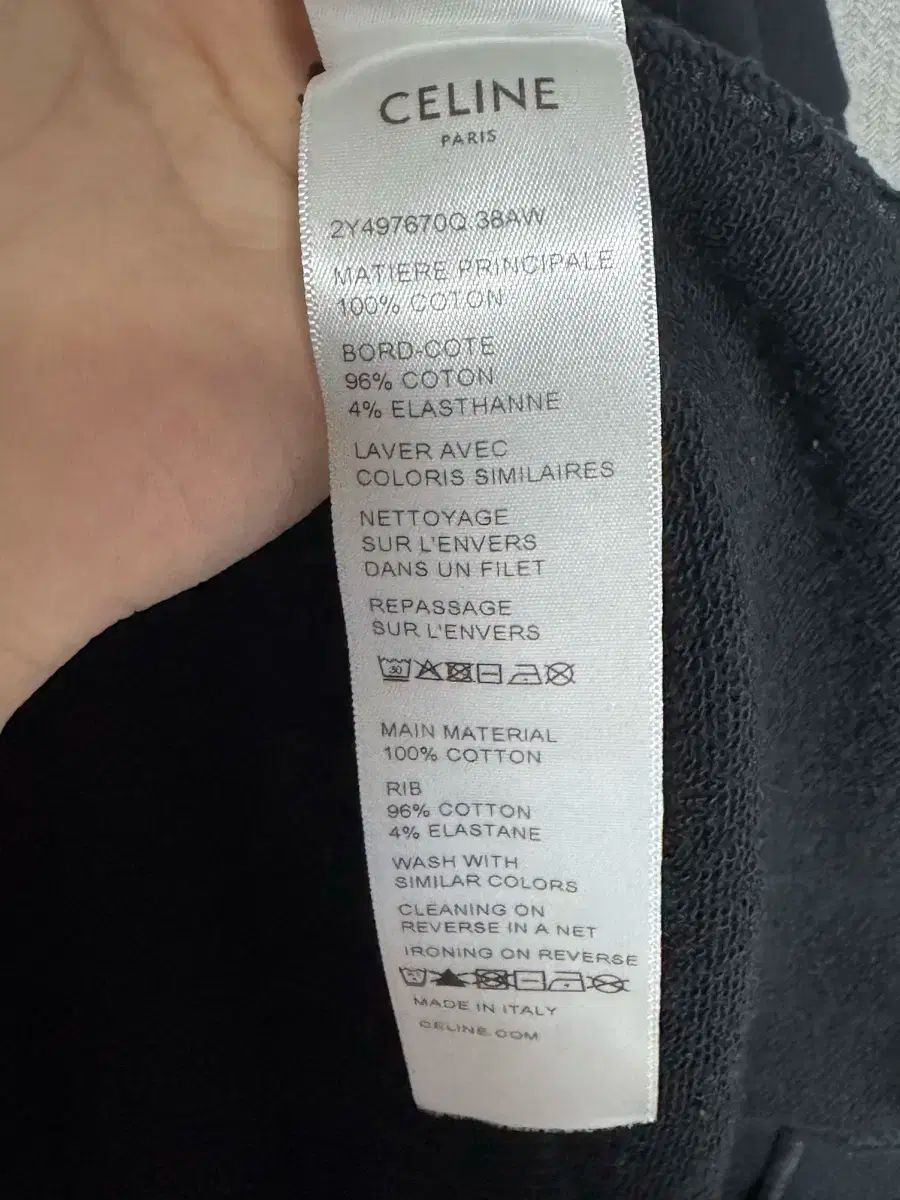 CELINE
PARIS
2Y497670Q 38AW
MATIERE PRINCIPALE
100% COTON
BORD-COTE
96% COTON
4% ELASTHANNE
LAVER AVEC
COLORIS SIMILAIRES
NETTOYAGE
SUR L'ENVERS
DANS UN FILET
REPASSAGE
SUR L'ENVERS
30
MAIN MATERIAL
100% COTTON
RIB
96% COTTON
4% ELASTANE
WASH WITH
SIMILAR COLORS
CLEANING ON
REVERSE IN A NET
IRONING ON REVERSE
MADE IN ITALY
CELINE.COM